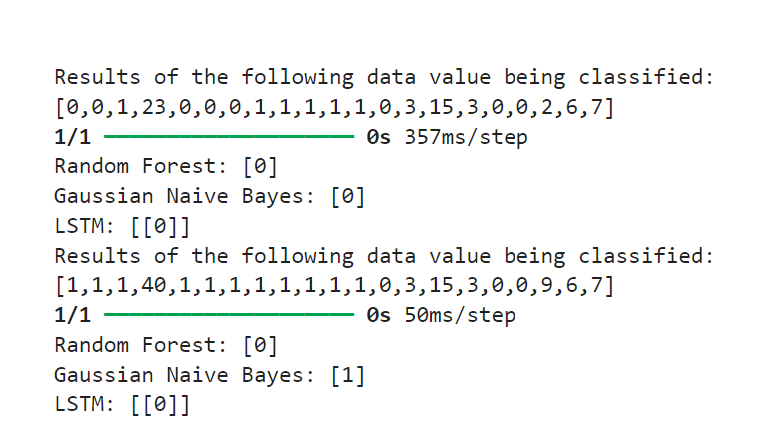 Results of the following data value being classified:
[0,0,1,23,0,0,0,1,1,1,1,1,0,3,15,3,0,0,2,6,7]
1/1 ━━━━━━━━━━━━━━━━━━━━ 0s 357ms/step
Random Forest: [0]
Gaussian Naive Bayes: [0]
LSTM: [[0]]
Results of the following data value being classified:
[1,1,1,40,1,1,1,1,1,1,1,1,0,3,15,3,0,0,9,6,7]
1/1 ━━━━━━━━━━━━━━━━━━━━ 0s 50ms/step
Random Forest: [0]
Gaussian Naive Bayes: [1]
LSTM: [[0]]